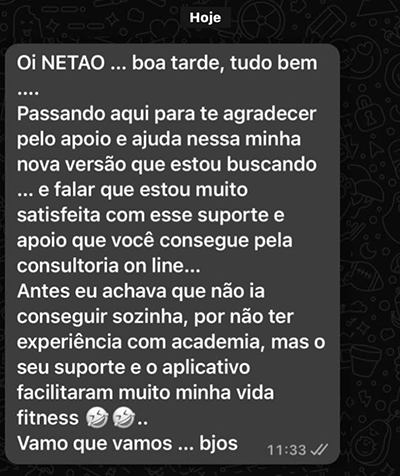 Hoje
Oi NETAO ... boa tarde, tudo bem
....
Passando aqui para te agradecer
pelo apoio e ajuda nessa minha
nova versão que estou buscando
... e falar que estou muito
satisfeita com esse suporte e
apoio que você consegue pela
consultoria on line...
Antes eu achava que não ia
conseguir sozinha, por não ter
experiência com academia, mas o
seu suporte e o aplicativo
facilitaram muito minha vida
fitness 🤣🤣..
Vamo que vamos ... bjos
11:33